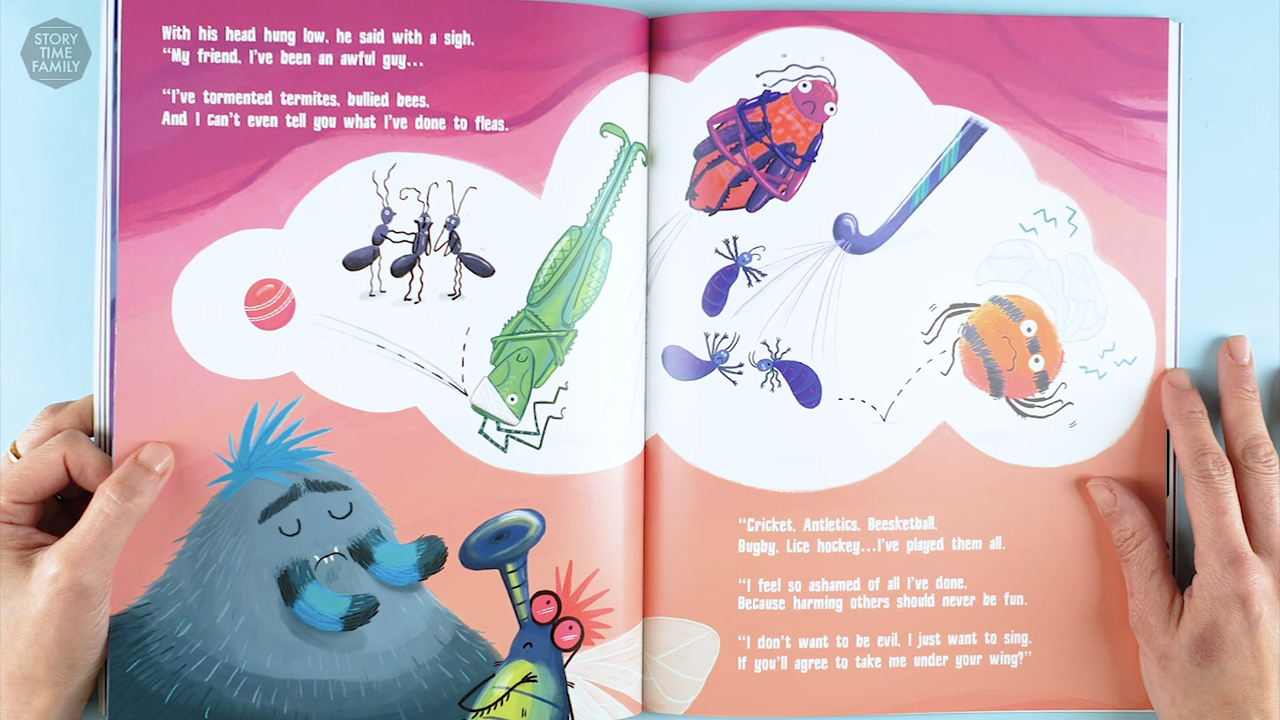 STORY
TIME
FAMILY
With his head hung low, he said with a sigh,
“My friend, I’ve been an awful guy...
“I’ve tormented termites, bullied bees,
And I can’t even tell you what I’ve done to fleas.
“Cricket, Antletics, Beesketball,
Bugby, Lice hockey...I’ve played them all.
“I feel so ashamed of all I’ve done,
Because harming others should never be fun.
“I don’t want to be evil, I just want to sing,
If you’ll agree to take me under your wing?”